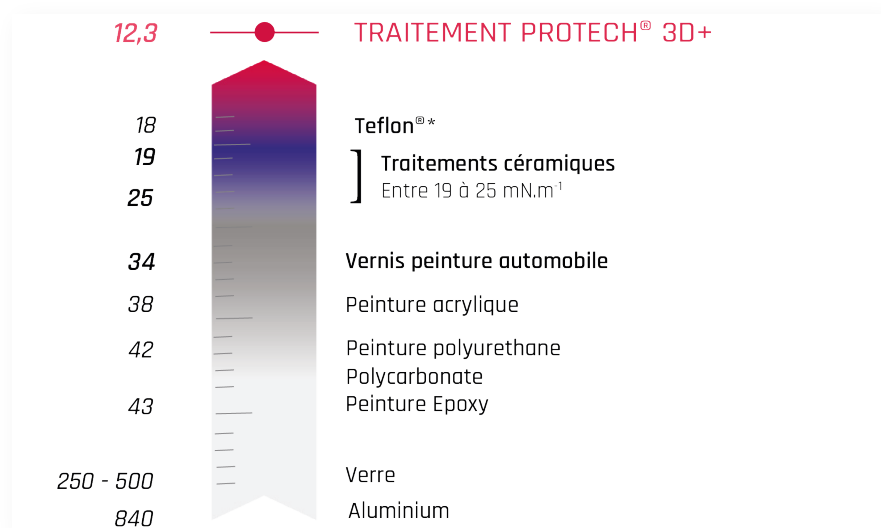 12,3 TRAITEMENT PROTECH® 3D+
18 Teflon®*
19 Traitements céramiques
Entre 19 à 25 mN.m⁻¹
25
34 Vernis peinture automobile
38 Peinture acrylique
42 Peinture polyurethane
Polycarbonate
43 Peinture Epoxy
250 - 500 Verre
840 Aluminium